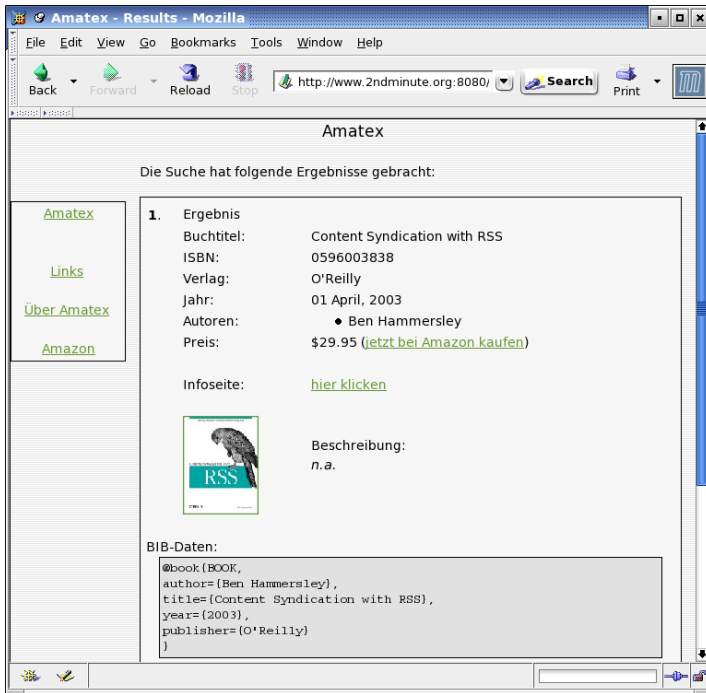 Amatex - Results - Mozilla
File Edit View Go Bookmarks Tools Window Help
http://www.2ndminute.org:8080/ Search
Back Forward Reload Stop Print
Amatex
Die Suche hat folgende Ergebnisse gebracht:
Amatex
Links
Über Amatex
Amazon
1. Ergebnis
Buchtitel: Content Syndication with RSS
ISBN: 0596003838
Verlag: O'Reilly
Jahr: 01 April, 2003
Autoren: • Ben Hammersley
Preis: $29.95 (jetzt bei Amazon kaufen)
Infoseite: hier klicken
RSS
Beschreibung:
n.a.
BIB-Daten:
@book{BOOK,
author={Ben Hammersley},
title={Content Syndication with RSS},
year={2003},
publisher={O'Reilly}
}